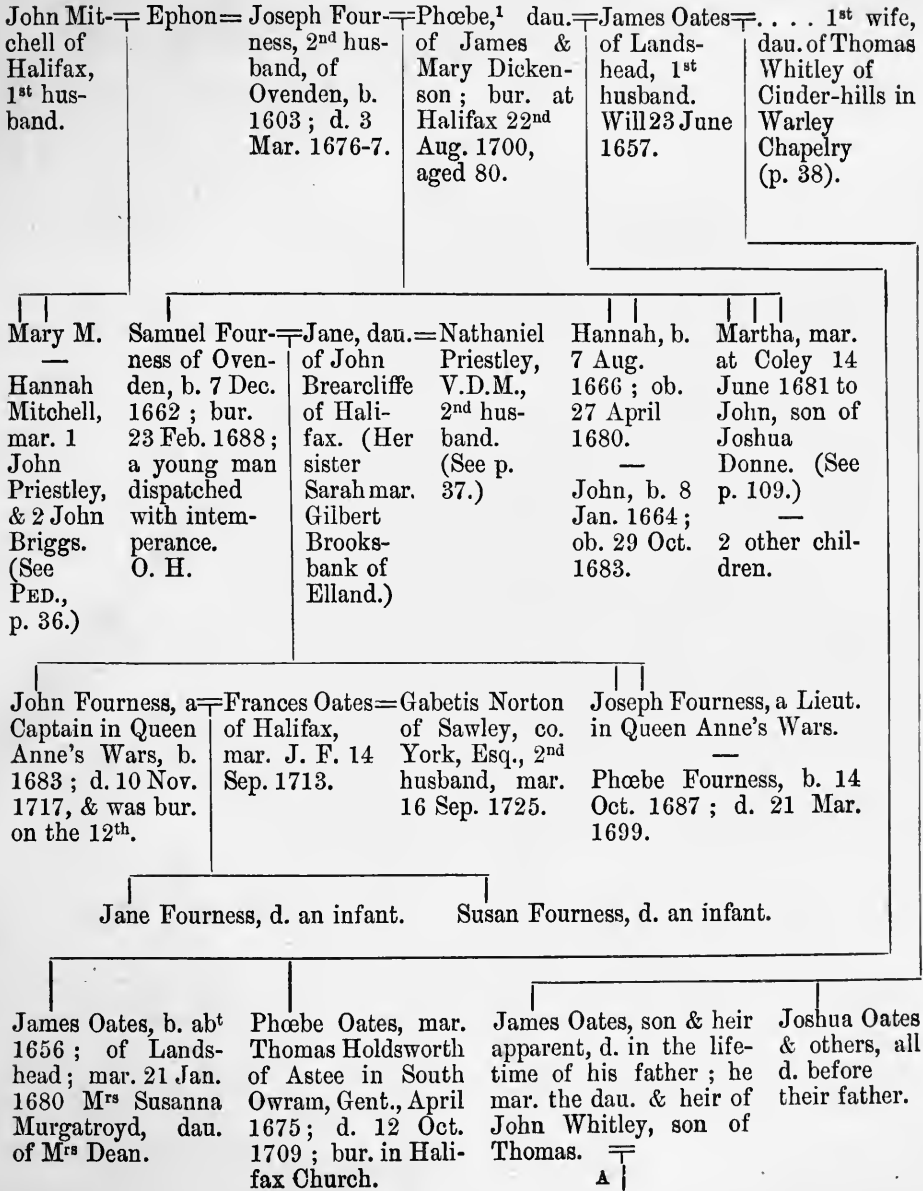 John Mit-
chell of
Halifax,
1st hus-
band.
= Ephon =
Joseph Four-
ness, 2nd hus-
band, of
Ovenden, b.
1603 ; d. 3
Mar. 1676-7.
=Phœbe,1 dau.
of James &
Mary Dicken-
son ; bur. at
Halifax 22nd
Aug. 1700,
aged 80.
=James Oates=
of Lands-
head, 1st
husband.
Will 23 June
1657.
. . . . 1st wife,
dau. of Thomas
Whitley of
Cinder-hills in
Warley
Chapelry
(p. 38).
Mary M.
—
Hannah
Mitchell,
mar. 1
John
Priestley,
& 2 John
Briggs.
(See
PED.,
p. 36.)
Samuel Four-
ness of Oven-
den, b. 7 Dec.
1662 ; bur.
23 Feb. 1688 ;
a young man
dispatched
with intem-
perance.
O. H.
=Jane, dau.=
of John
Brearcliffe
of Hali-
fax. (Her
sister
Sarah mar.
Gilbert
Brooks-
bank of
Elland.)
Nathaniel
Priestley,
V.D.M.,
2nd hus-
band.
(See p.
37.)
Hannah, b.
7 Aug.
1666 ; ob.
27 April
1680.
—
John, b. 8
Jan. 1664 ;
ob. 29 Oct.
1683.
Martha, mar.
at Coley 14
June 1681 to
John, son of
Joshua
Donne. (See
p. 109.)
—
2 other chil-
dren.
John Fourness, a
Captain in Queen
Anne's Wars, b.
1683 ; d. 10 Nov.
1717, & was bur.
on the 12th.
=Frances Oates=
of Halifax,
mar. J. F. 14
Sep. 1713.
Gabetis Norton
of Sawley, co.
York, Esq., 2nd
husband, mar.
16 Sep. 1725.
Joseph Fourness, a Lieut.
in Queen Anne's Wars.
—
Phœbe Fourness, b. 14
Oct. 1687 ; d. 21 Mar.
1699.
Jane Fourness, d. an infant.
Susan Fourness, d. an infant.
James Oates, b. abt
1656 ; of Lands-
head ; mar. 21 Jan.
1680 Mrs Susanna
Murgatroyd, dau.
of Mrs Dean.
Phœbe Oates, mar.
Thomas Holdsworth
of Astee in South
Owram, Gent., April
1675 ; d. 12 Oct.
1709 ; bur. in Hali-
fax Church.
James Oates, son & heir
apparent, d. in the life-
time of his father ; he
mar. the dau. & heir of
John Whitley, son of
Thomas. =
A
Joshua Oates
& others, all
d. before
their father.